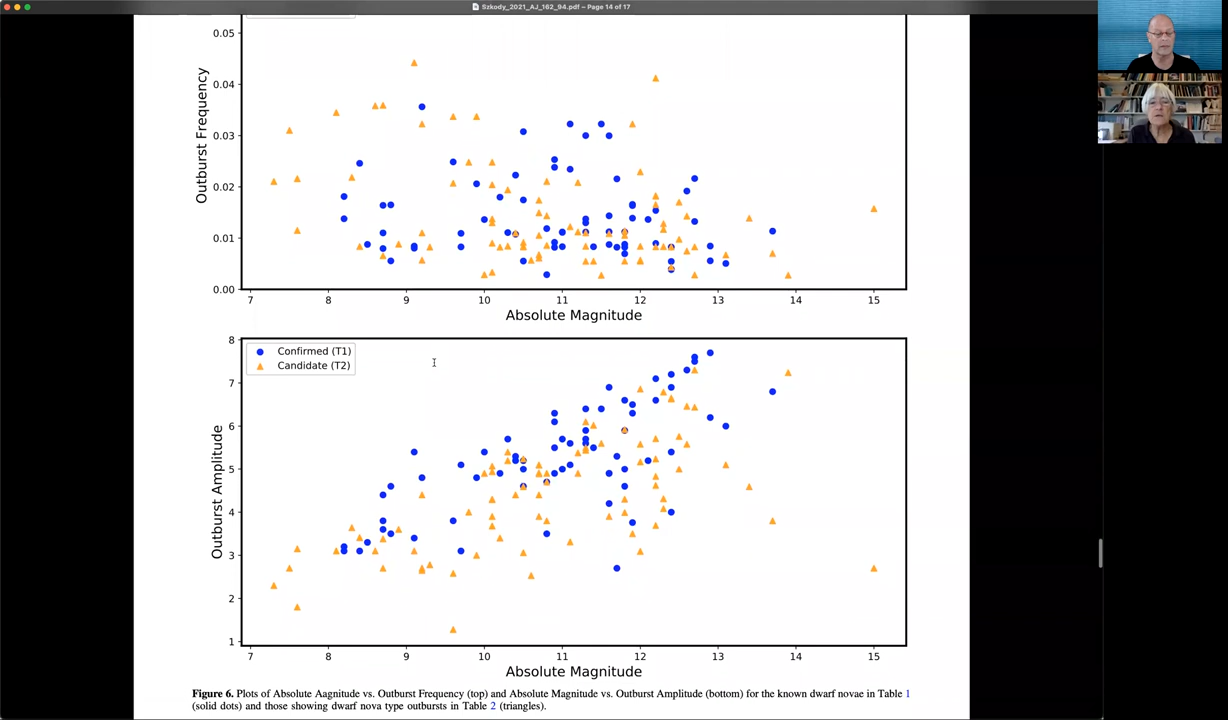 Szkody_2021_AJ_162_94.pdf – Page 14 of 17
0.05
0.04
0.03
0.02
0.01
0.00
Outburst Frequency
7 8 9 10 11 12 13 14 15
Absolute Magnitude
8
7
6
5
4
3
2
1
Outburst Amplitude
Confirmed (T1)
Candidate (T2)
7 8 9 10 11 12 13 14 15
Absolute Magnitude
Figure 6. Plots of Absolute Aagnitude vs. Outburst Frequency (top) and Absolute Magnitude vs. Outburst Amplitude (bottom) for the known dwarf novae in Table 1
(solid dots) and those showing dwarf nova type outbursts in Table 2 (triangles).